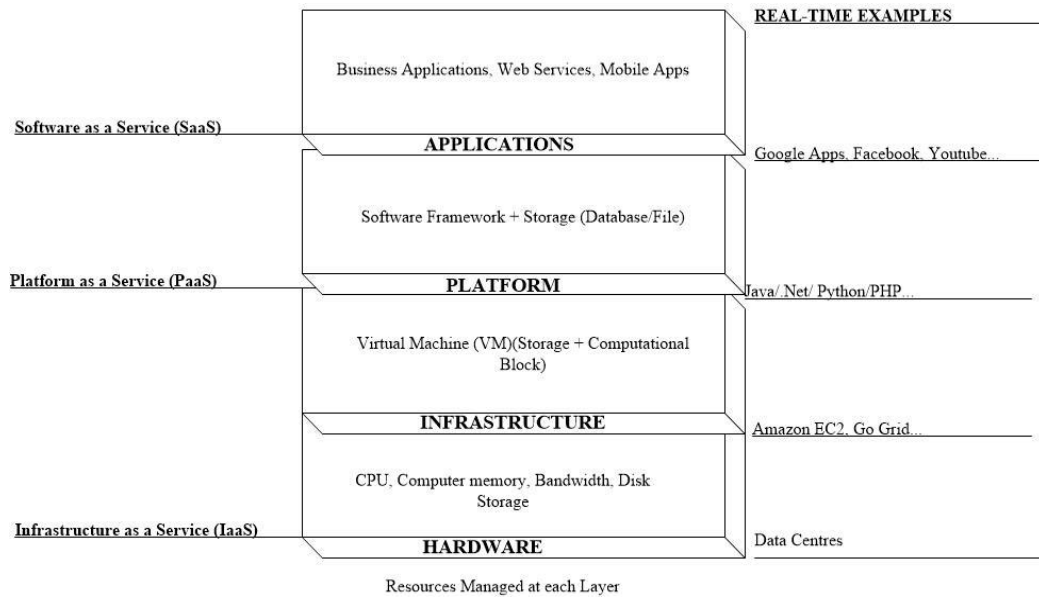 REAL-TIME EXAMPLES
Business Applications, Web Services, Mobile Apps
Software as a Service (SaaS)
APPLICATIONS
Google Apps, Facebook, Youtube...
Software Framework + Storage (Database/File)
Platform as a Service (PaaS)
PLATFORM
Java/.Net/ Python/PHP...
Virtual Machine (VM)(Storage + Computational
Block)
INFRASTRUCTURE
Amazon EC2, Go Grid...
CPU, Computer memory, Bandwidth, Disk
Storage
Infrastructure as a Service (IaaS)
HARDWARE
Data Centres
Resources Managed at each Layer